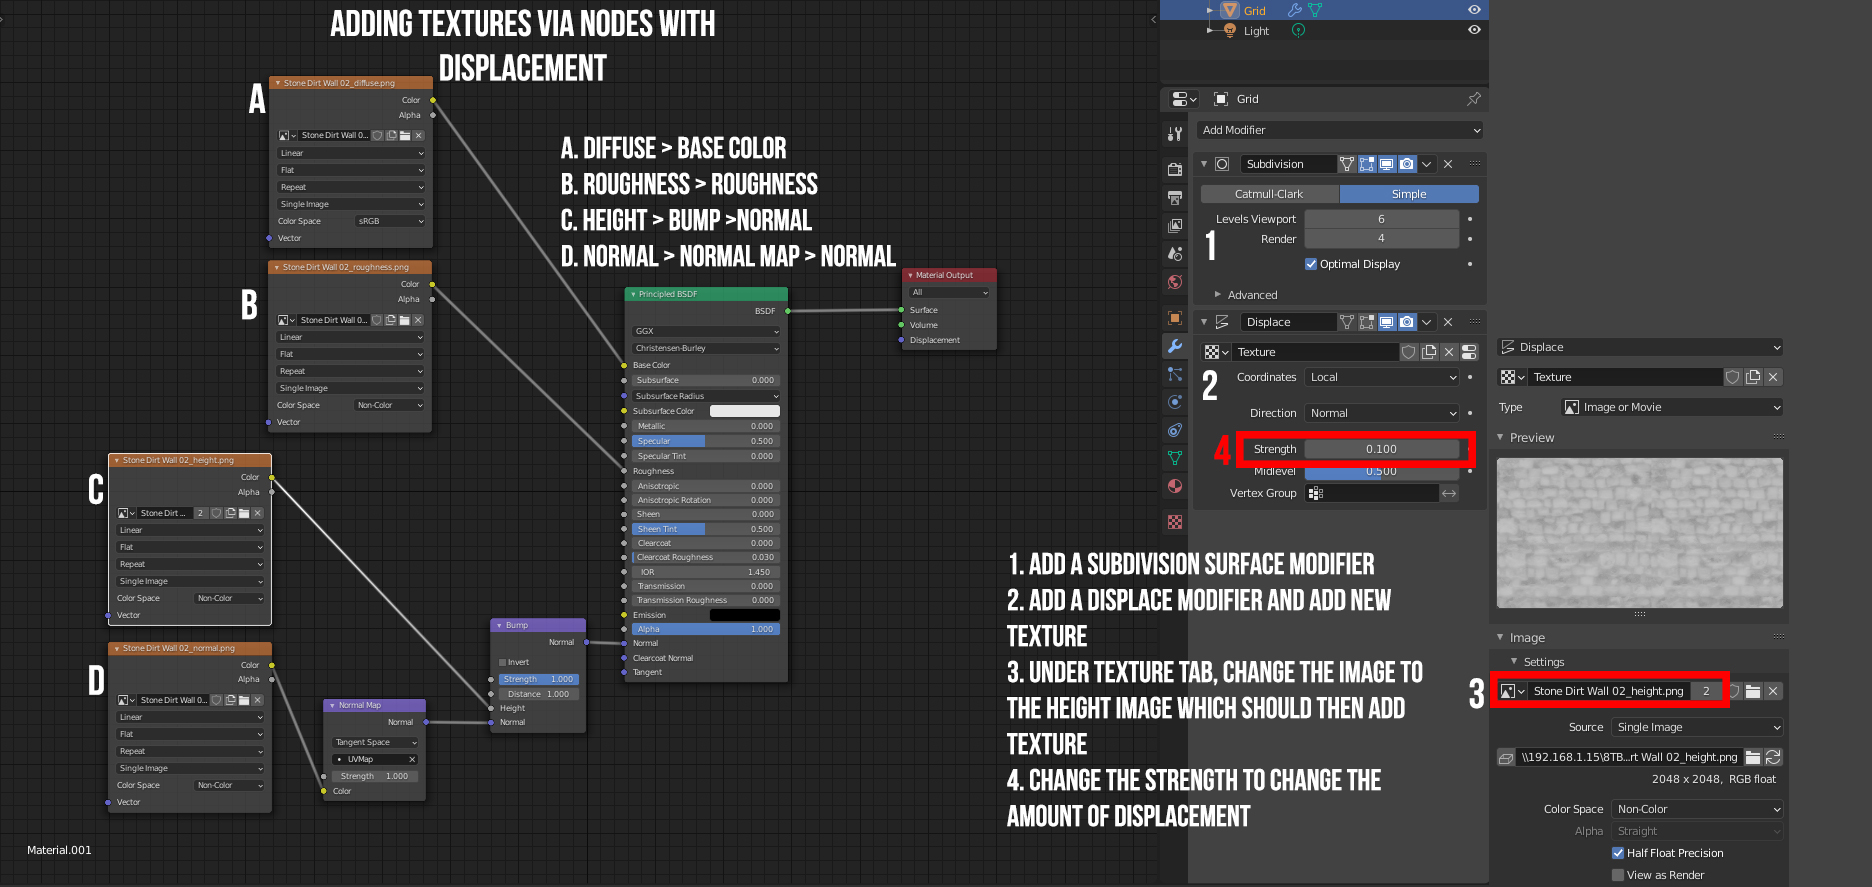 ADDING TEXTURES VIA NODES WITH
DISPLACEMENT
A
Stone Dirt Wall 02_diffuse.png
Color
Alpha
Stone Dirt Wall 0...
Linear
Flat
Repeat
Single Image
Color Space sRGB
Vector
B
Stone Dirt Wall 02_roughness.png
Color
Alpha
Stone Dirt Wall 0...
Linear
Flat
Repeat
Single Image
Color Space Non-Color
Vector
C
Stone Dirt Wall 02_height.png
Color
Alpha
Stone Dirt ... 2
Linear
Flat
Repeat
Single Image
Color Space Non-Color
Vector
D
Stone Dirt Wall 02_normal.png
Color
Alpha
Stone Dirt Wall 0...
Linear
Flat
Repeat
Single Image
Color Space Non-Color
Vector
Material.001
A. DIFFUSE > BASE COLOR
B. ROUGHNESS > ROUGHNESS
C. HEIGHT > BUMP >NORMAL
D. NORMAL > NORMAL MAP > NORMAL
Normal Map
Normal
Tangent Space
UVMap
Strength 1.000
Color
Bump
Normal
Invert
Strength 1.000
Distance 1.000
Height
Normal
Principled BSDF
BSDF
GGX
Christensen-Burley
Base Color
Subsurface 0.000
Subsurface Radius
Subsurface Color
Metallic 0.000
Specular 0.500
Specular Tint 0.000
Roughness
Anisotropic 0.000
Anisotropic Rotation 0.000
Sheen 0.000
Sheen Tint 0.500
Clearcoat 0.000
Clearcoat Roughness 0.030
IOR 1.450
Transmission 0.000
Transmission Roughness 0.000
Emission
Alpha 1.000
Normal
Clearcoat Normal
Tangent
Material Output
All
Surface
Volume
Displacement
Grid
Light
Grid
Add Modifier
Subdivision
Catmull-Clark Simple
Levels Viewport 6
1
Render 4
Optimal Display
Advanced
Displace
Texture
2
Coordinates Local
Direction Normal
4
Strength 0.100
Midlevel 0.500
Vertex Group
1. ADD A SUBDIVISION SURFACE MODIFIER
2. ADD A DISPLACE MODIFIER AND ADD NEW
TEXTURE
3. UNDER TEXTURE TAB, CHANGE THE IMAGE TO
THE HEIGHT IMAGE WHICH SHOULD THEN ADD
TEXTURE
4. CHANGE THE STRENGTH TO CHANGE THE
AMOUNT OF DISPLACEMENT
Displace
Texture
Type Image or Movie
Preview
Image
Settings
3
Stone Dirt Wall 02_height.png 2
Source Single Image
\\192.168.1.15\8TB...rt Wall 02_height.png
2048 x 2048, RGB float
Color Space Non-Color
Alpha Straight
Half Float Precision
View as Render